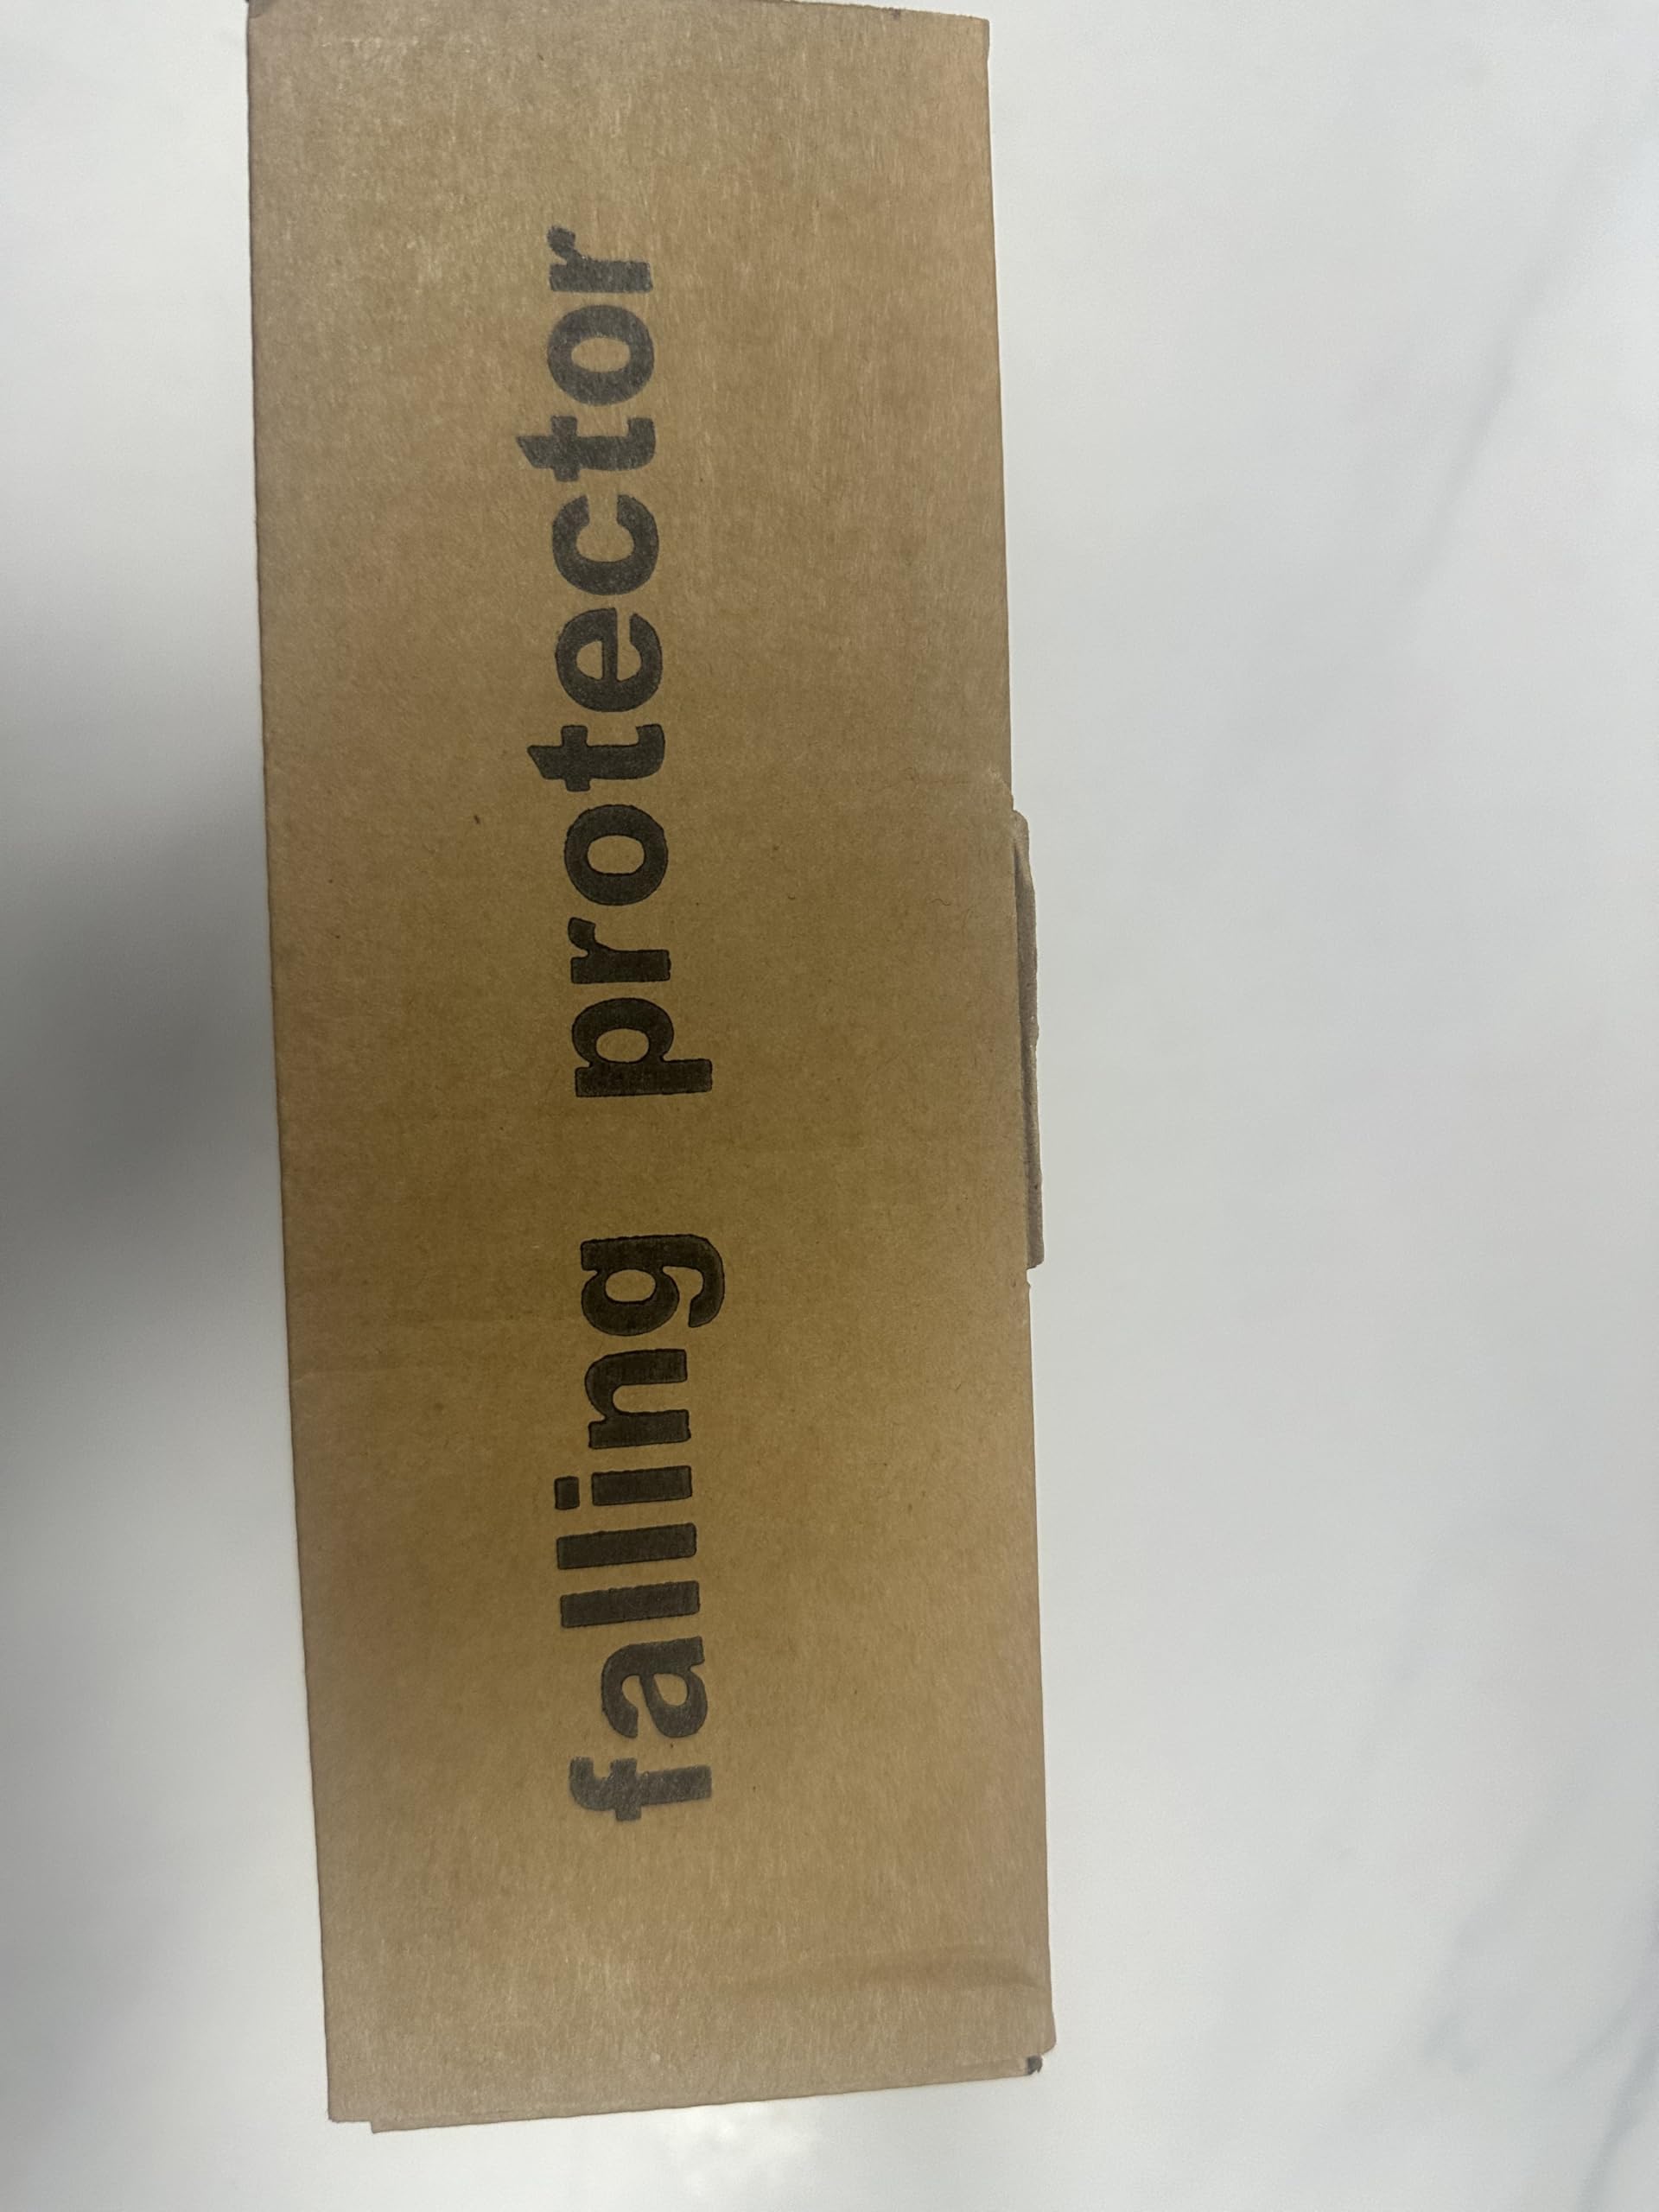 falling protector